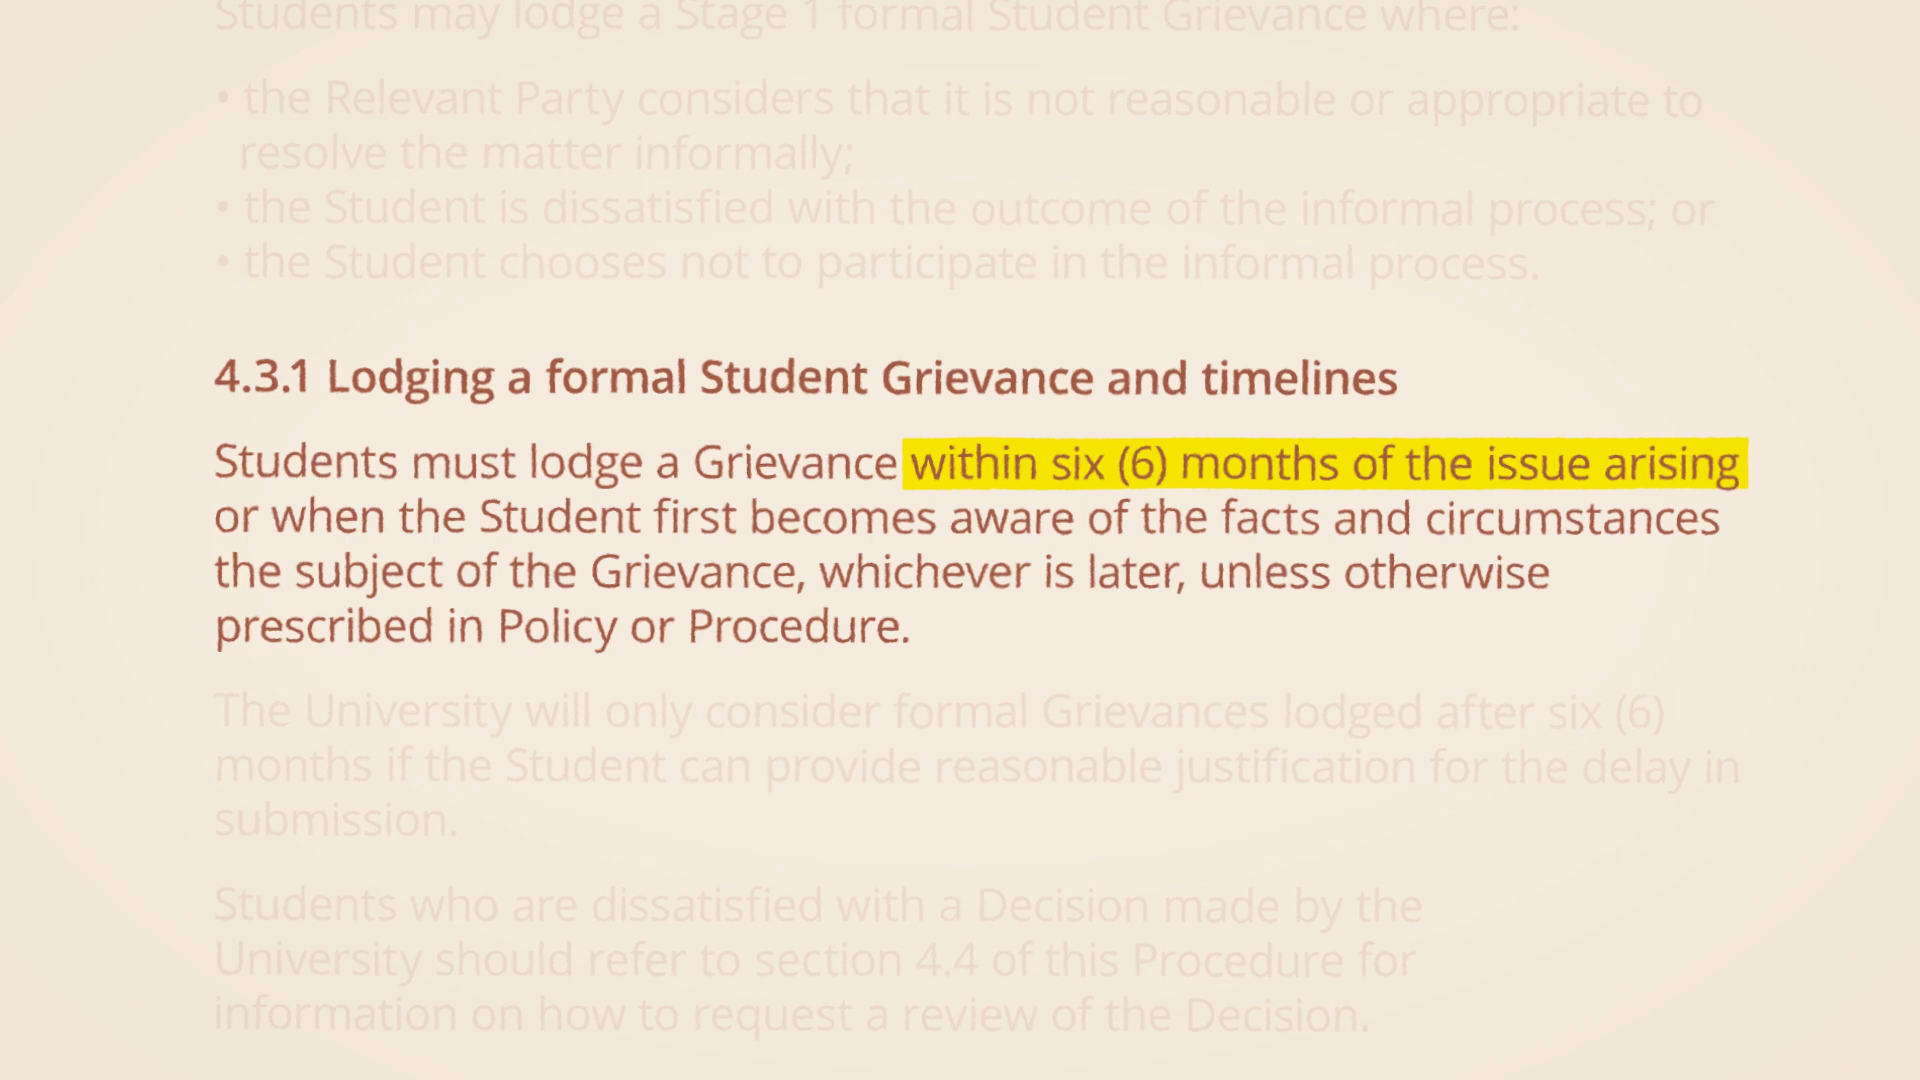 Students may lodge a Stage 1 formal Student Grievance where:
• the Relevant Party considers that it is not reasonable or appropriate to
resolve the matter informally;
• the Student is dissatisfied with the outcome of the informal process; or
• the Student chooses not to participate in the informal process.
4.3.1 Lodging a formal Student Grievance and timelines
Students must lodge a Grievance within six (6) months of the issue arising
or when the Student first becomes aware of the facts and circumstances
the subject of the Grievance, whichever is later, unless otherwise
prescribed in Policy or Procedure.
The University will only consider formal Grievances lodged after six (6)
months if the Student can provide reasonable justification for the delay in
submission.
Students who are dissatisfied with a Decision made by the
University should refer to section 4.4 of this Procedure for
information on how to request a review of the Decision.